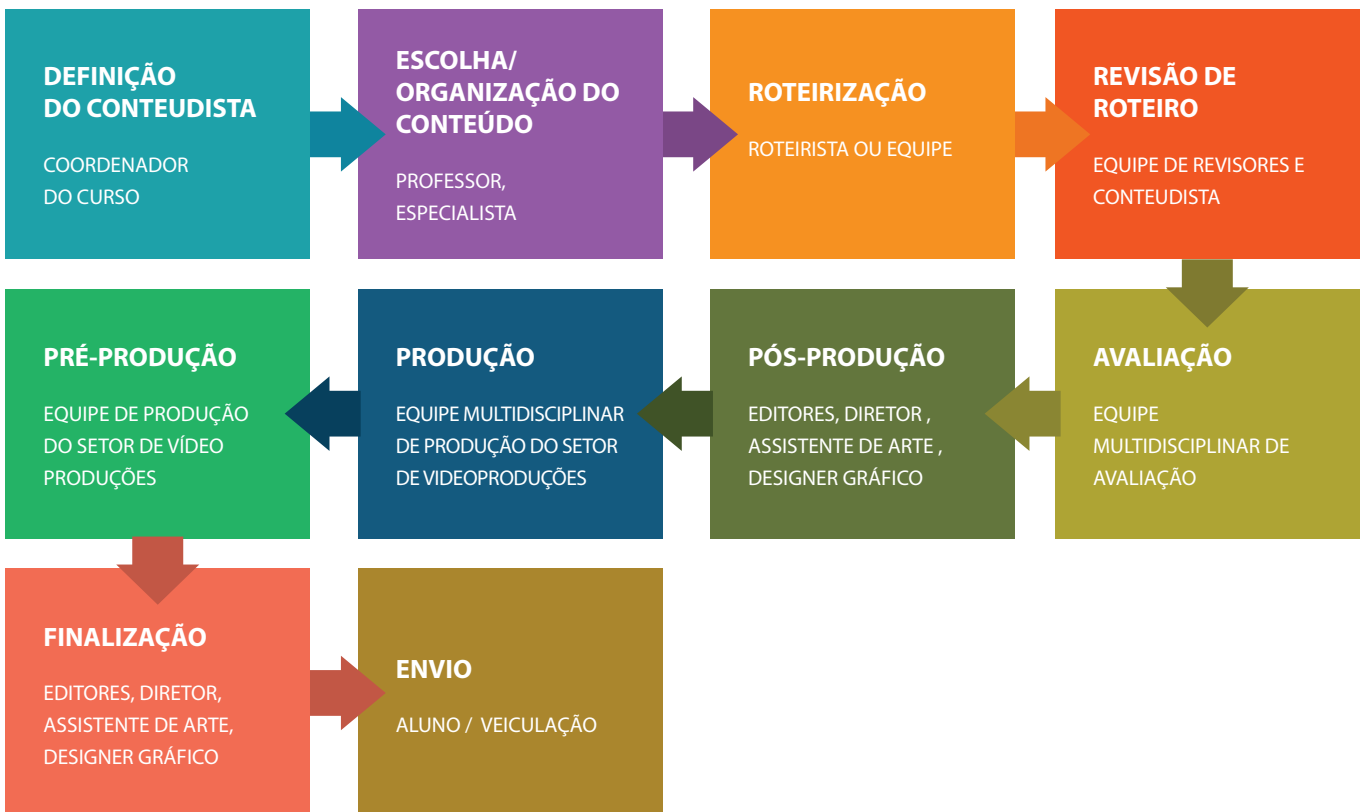 DEFINIÇÃO
DO CONTEUDISTA
COORDENADOR
DO CURSO
ESCOLHA/
ORGANIZAÇÃO DO
CONTEÚDO
PROFESSOR,
ESPECIALISTA
ROTEIRIZAÇÃO
ROTEIRISTA OU EQUIPE
REVISÃO DE
ROTEIRO
EQUIPE DE REVISORES E
CONTEUDISTA
PRÉ-PRODUÇÃO
EQUIPE DE PRODUÇÃO
DO SETOR DE VÍDEO
PRODUÇÕES
PRODUÇÃO
EQUIPE MULTIDISCIPLINAR
DE PRODUÇÃO DO SETOR
DE VIDEOPRODUÇÕES
PÓS-PRODUÇÃO
EDITORES, DIRETOR ,
ASSISTENTE DE ARTE ,
DESIGNER GRÁFICO
AVALIAÇÃO
EQUIPE
MULTIDISCIPLINAR DE
AVALIAÇÃO
FINALIZAÇÃO
EDITORES, DIRETOR,
ASSISTENTE DE ARTE,
DESIGNER GRÁFICO
ENVIO
ALUNO / VEICULAÇÃO